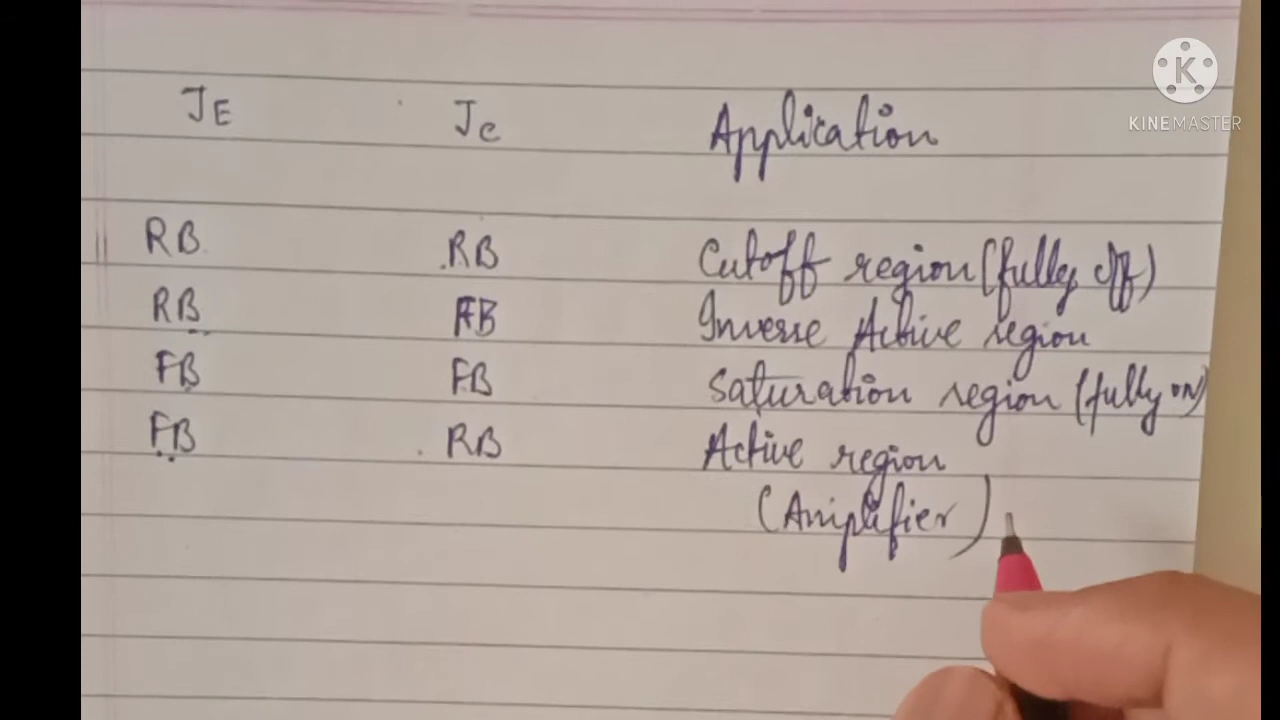 JE JC Application
RB RB Cutoff region (fully off)
RB FB Inverse Active region
FB FB Saturation region (fully on)
FB RB Active region
(Amplifier)
K
KINEMASTER